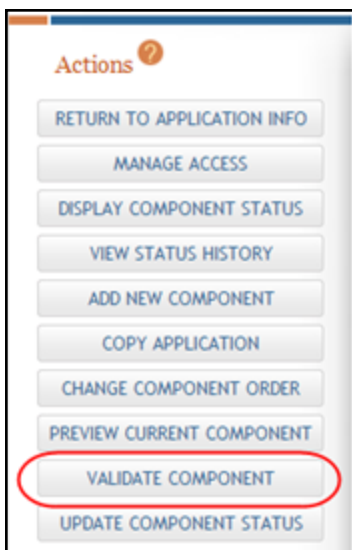 Actions ?
RETURN TO APPLICATION INFO
MANAGE ACCESS
DISPLAY COMPONENT STATUS
VIEW STATUS HISTORY
ADD NEW COMPONENT
COPY APPLICATION
CHANGE COMPONENT ORDER
PREVIEW CURRENT COMPONENT
VALIDATE COMPONENT
UPDATE COMPONENT STATUS